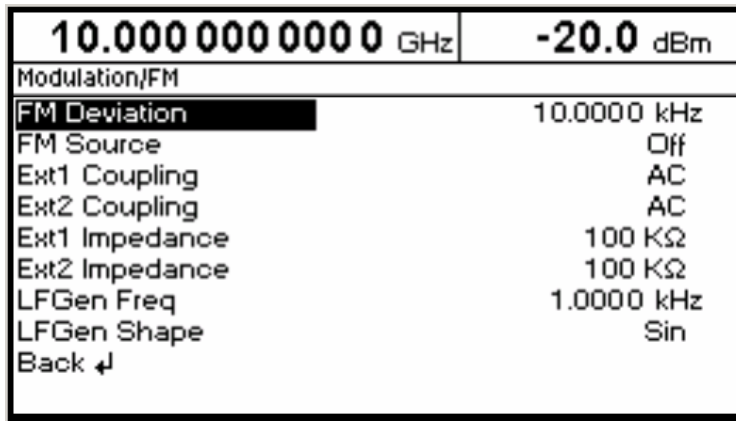 10.000 000 000 0 GHz -20.0 dBm
Modulation/FM
FM Deviation 10.0000 kHz
FM Source Off
Ext1 Coupling AC
Ext2 Coupling AC
Ext1 Impedance 100 KΩ
Ext2 Impedance 100 KΩ
LFGen Freq 1.0000 kHz
LFGen Shape Sin
Back ↲